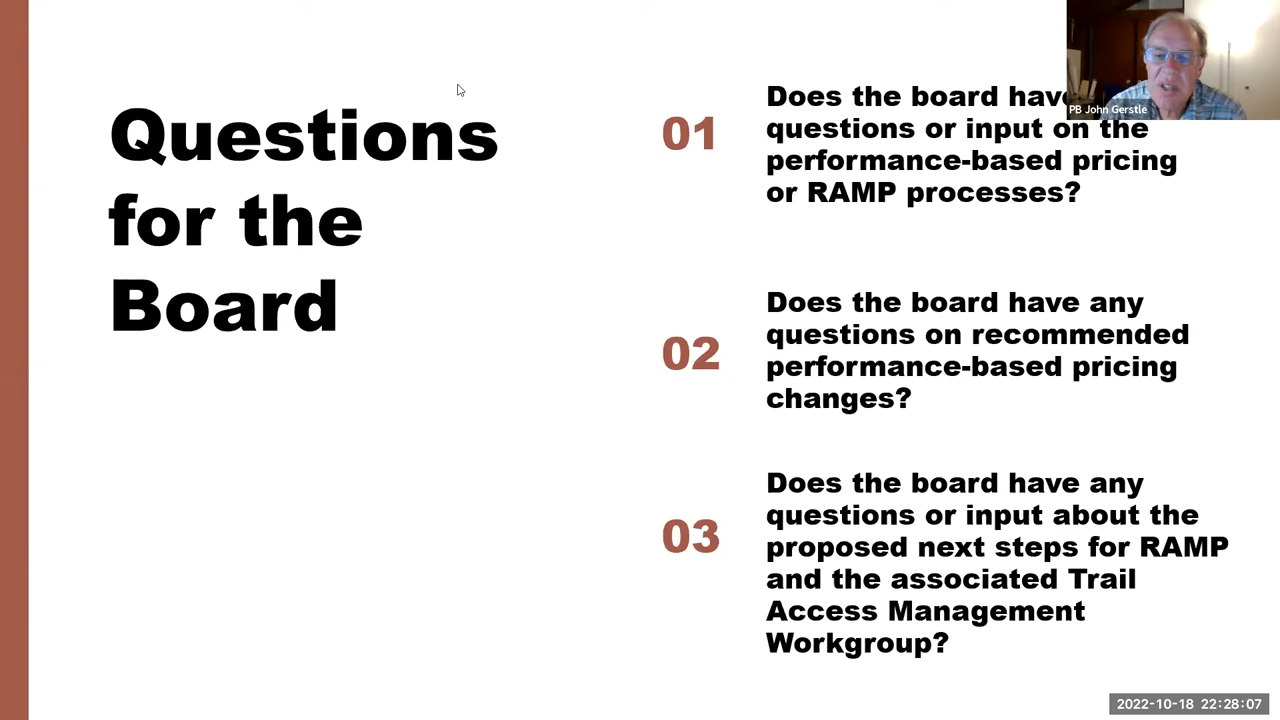 Questions
for the
Board
01
Does the board have
questions or input on the
performance-based pricing
or RAMP processes?
02
Does the board have any
questions on recommended
performance-based pricing
changes?
03
Does the board have any
questions or input about the
proposed next steps for RAMP
and the associated Trail
Access Management
Workgroup?
PB John Gerstle
2022-10-18 22:28:07